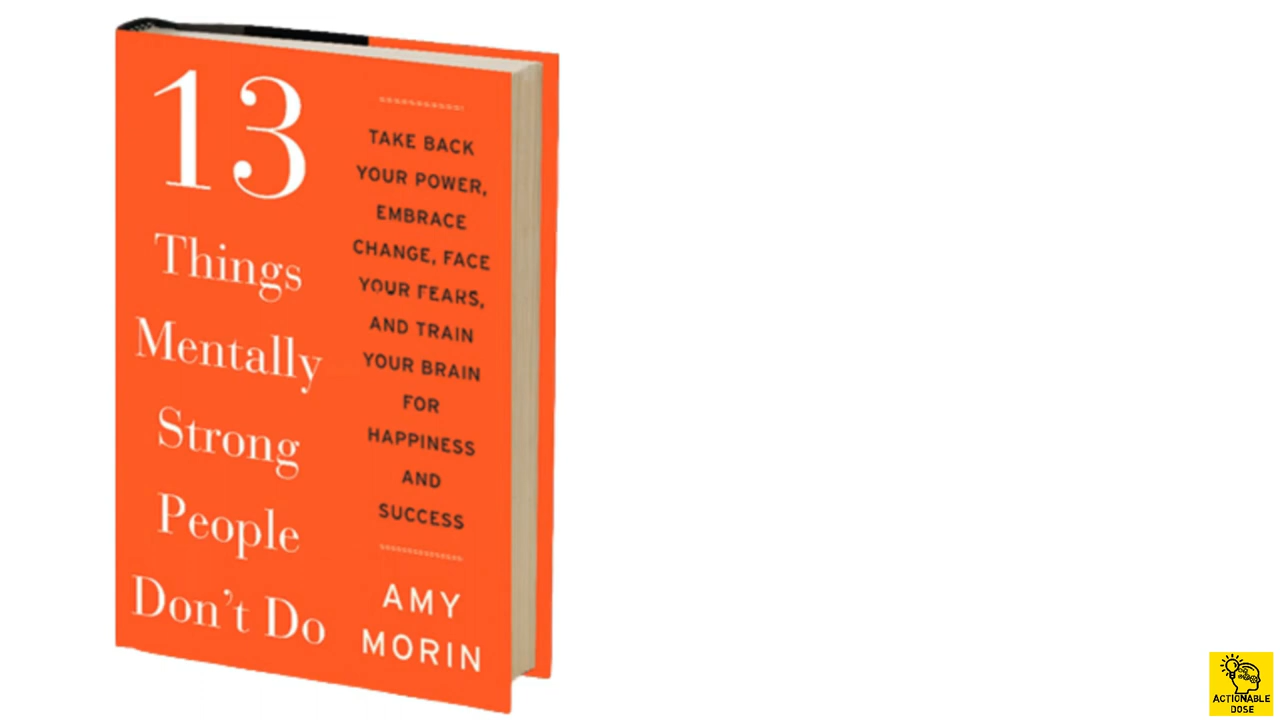 13
Things
Mentally
Strong
People
Don't Do
TAKE BACK
YOUR POWER,
EMBRACE
CHANGE, FACE
YOUR FEARS,
AND TRAIN
YOUR BRAIN
FOR
HAPPINESS
AND
SUCCESS
AMY
MORIN
ACTIONABLE
DOSE